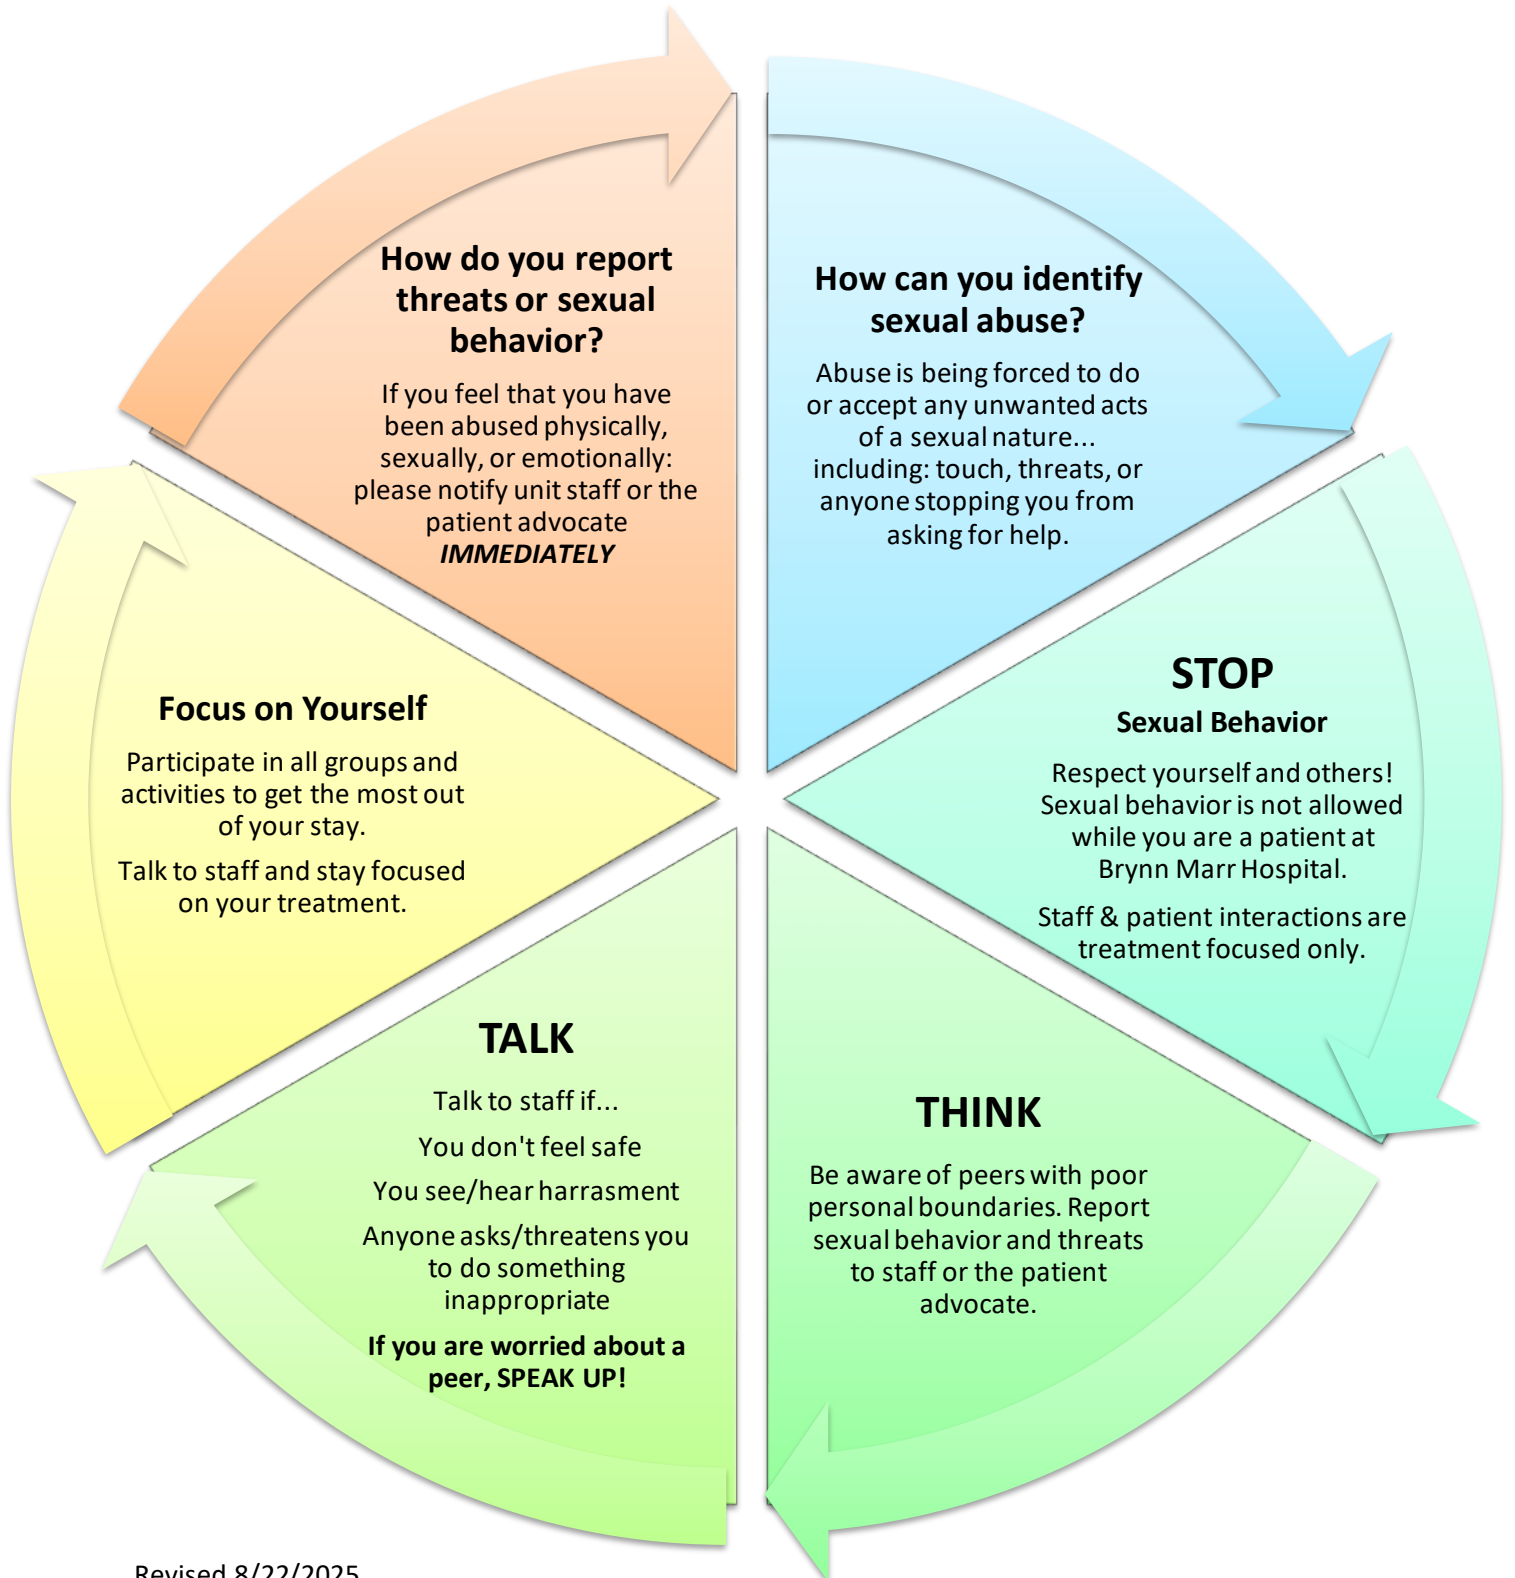 How can you identify
sexual abuse?
Abuse is being forced to do
or accept any unwanted acts
of a sexual nature...
including: touch, threats, or
anyone stopping you from
asking for help.
STOP
Sexual Behavior
Respect yourself and others!
Sexual behavior is not allowed
while you are a patient at
Brynn Marr Hospital.
Staff & patient interactions are
treatment focused only.
THINK
Be aware of peers with poor
personal boundaries. Report
sexual behavior and threats
to staff or the patient
advocate.
TALK
Talk to staff if...
You don't feel safe
You see/hear harrasment
Anyone asks/threatens you
to do something
inappropriate
If you are worried about a
peer, SPEAK UP!
Focus on Yourself
Participate in all groups and
activities to get the most out
of your stay.
Talk to staff and stay focused
on your treatment.
How do you report
threats or sexual
behavior?
If you feel that you have
been abused physically,
sexually, or emotionally:
please notify unit staff or the
patient advocate
IMMEDIATELY
Revised 8/22/2025